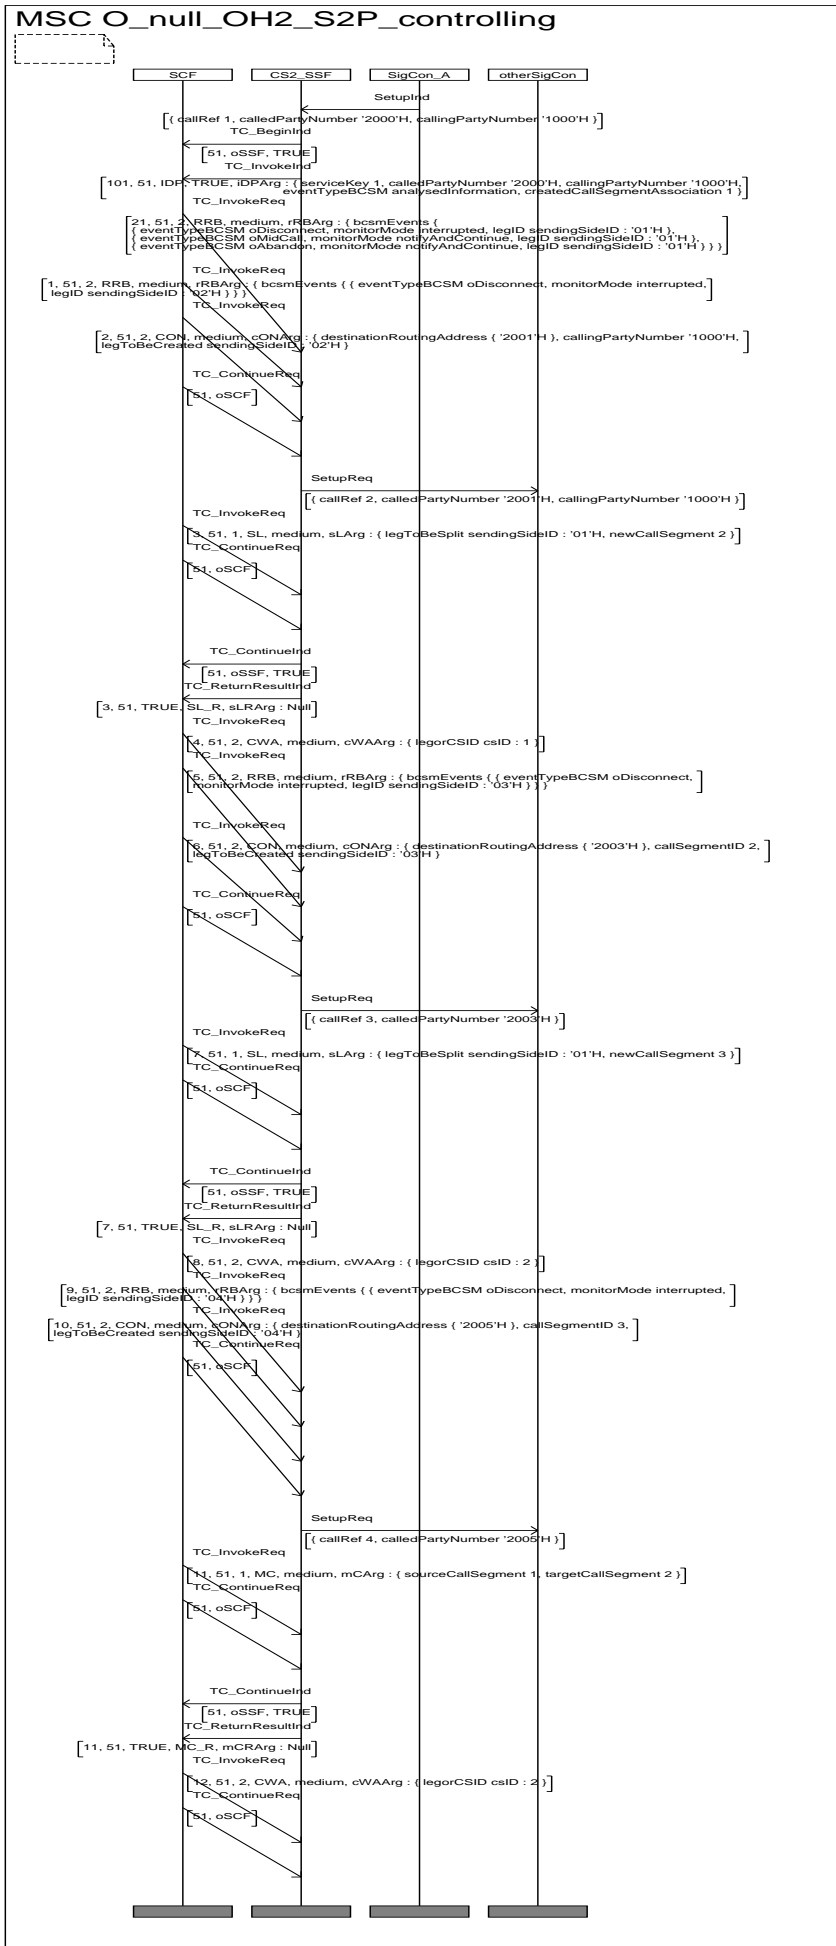 MSC O_null_OH2_S2P_controlling
SCF
CS2_SSF
SigCon_A
otherSigCon
SetupInd
{ callRef 1, calledPartyNumber '2000'H, callingPartyNumber '1000'H }
TC_BeginInd
51, oSSF, TRUE
TC_InvokeInd
101, 51, IDP, TRUE, iDPArg : { serviceKey 1, calledPartyNumber '2000'H, callingPartyNumber '1000'H,
eventTypeBCSM analysedInformation, createdCallSegmentAssociation 1 }
TC_InvokeReq
21, 51, 2, RRB, medium, rRBArg : { bcsmEvents {
{ eventTypeBCSM oDisconnect, monitorMode interrupted, legID sendingSideID : '01'H },
{ eventTypeBCSM oMidCall, monitorMode notifyAndContinue, legID sendingSideID : '01'H },
{ eventTypeBCSM oAbandon, monitorMode notifyAndContinue, legID sendingSideID : '01'H } } }
TC_InvokeReq
1, 51, 2, RRB, medium, rRBArg : { bcsmEvents { { eventTypeBCSM oDisconnect, monitorMode interrupted,
legID sendingSideID : '02'H } } }
TC_InvokeReq
2, 51, 2, CON, medium, cONArg : { destinationRoutingAddress { '2001'H }, callingPartyNumber '1000'H,
legToBeCreated sendingSideID : '02'H }
TC_ContinueReq
51, oSCF
SetupReq
{ callRef 2, calledPartyNumber '2001'H, callingPartyNumber '1000'H }
TC_InvokeReq
3, 51, 1, SL, medium, sLArg : { legToBeSplit sendingSideID : '01'H, newCallSegment 2 }
TC_ContinueReq
51, oSCF
TC_ContinueInd
51, oSSF, TRUE
TC_ReturnResultInd
3, 51, TRUE, SL_R, sLRArg : Null
TC_InvokeReq
4, 51, 2, CWA, medium, cWAArg : { legorCSID csID : 1 }
TC_InvokeReq
5, 51, 2, RRB, medium, rRBArg : { bcsmEvents { { eventTypeBCSM oDisconnect,
monitorMode interrupted, legID sendingSideID : '03'H } } }
TC_InvokeReq
6, 51, 2, CON, medium, cONArg : { destinationRoutingAddress { '2003'H }, callSegmentID 2,
legToBeCreated sendingSideID : '03'H }
TC_ContinueReq
51, oSCF
SetupReq
{ callRef 3, calledPartyNumber '2003'H }
TC_InvokeReq
7, 51, 1, SL, medium, sLArg : { legToBeSplit sendingSideID : '01'H, newCallSegment 3 }
TC_ContinueReq
51, oSCF
TC_ContinueInd
51, oSSF, TRUE
TC_ReturnResultInd
7, 51, TRUE, SL_R, sLRArg : Null
TC_InvokeReq
8, 51, 2, CWA, medium, cWAArg : { legorCSID csID : 2 }
TC_InvokeReq
9, 51, 2, RRB, medium, rRBArg : { bcsmEvents { { eventTypeBCSM oDisconnect, monitorMode interrupted,
legID sendingSideID : '04'H } } }
TC_InvokeReq
10, 51, 2, CON, medium, cONArg : { destinationRoutingAddress { '2005'H }, callSegmentID 3,
legToBeCreated sendingSideID : '04'H }
TC_ContinueReq
51, oSCF
SetupReq
{ callRef 4, calledPartyNumber '2005'H }
TC_InvokeReq
11, 51, 1, MC, medium, mCArg : { sourceCallSegment 1, targetCallSegment 2 }
TC_ContinueReq
51, oSCF
TC_ContinueInd
51, oSSF, TRUE
TC_ReturnResultInd
11, 51, TRUE, MC_R, mCRArg : Null
TC_InvokeReq
12, 51, 2, CWA, medium, cWAArg : { legorCSID csID : 2 }
TC_ContinueReq
51, oSCF